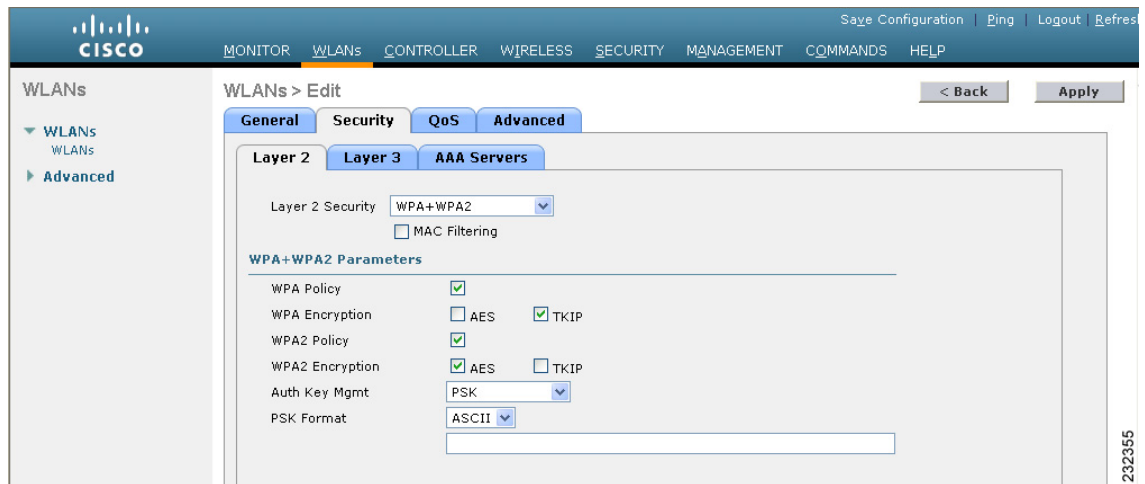 Save Configuration | Ping | Logout | Refresh
CISCO
MONITOR WLANs CONTROLLER WIRELESS SECURITY MANAGEMENT COMMANDS HELP
WLANs
WLANs
WLANs
Advanced
WLANs > Edit
< Back Apply
General Security QoS Advanced
Layer 2 Layer 3 AAA Servers
Layer 2 Security WPA+WPA2
MAC Filtering
WPA+WPA2 Parameters
WPA Policy
WPA Encryption AES TKIP
WPA2 Policy
WPA2 Encryption AES TKIP
Auth Key Mgmt PSK
PSK Format ASCII
232355